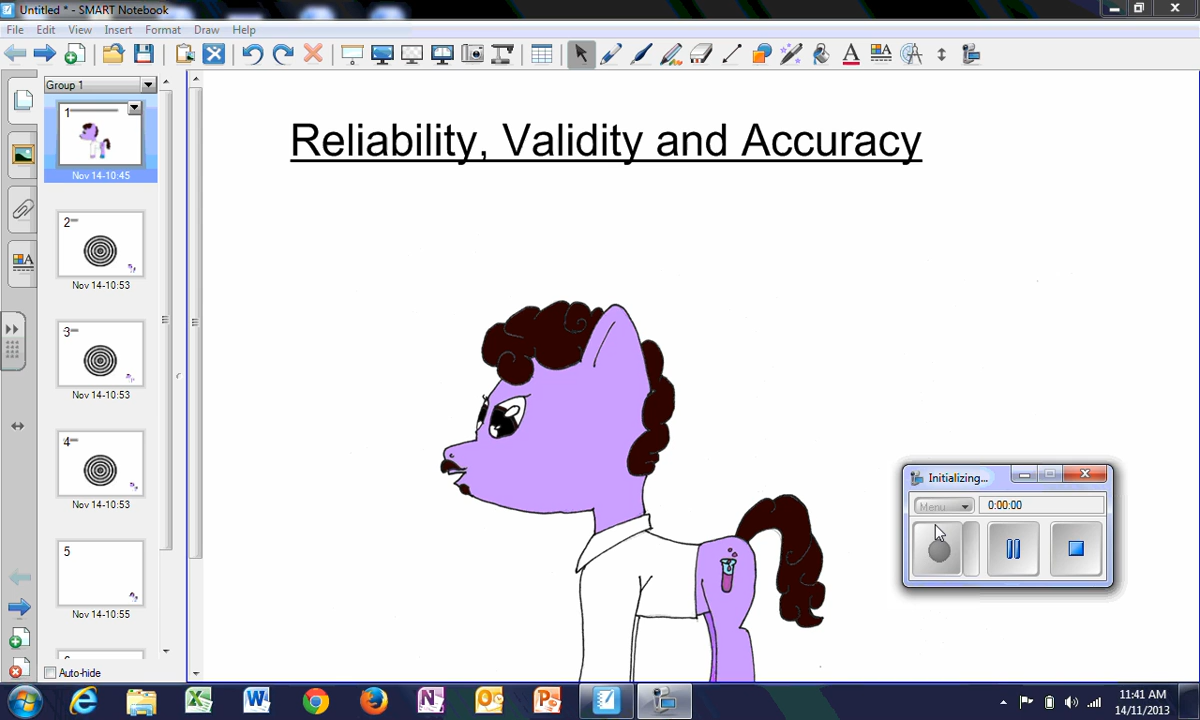 Untitled * - SMART Notebook
File Edit View Insert Format Draw Help
Group 1
1
Nov 14-10:45
2
Nov 14-10:53
3
Nov 14-10:53
4
Nov 14-10:53
5
Nov 14-10:55
Auto-hide
Reliability, Validity and Accuracy
Initializing...
Menu
0:00:00
11:41 AM
14/11/2013